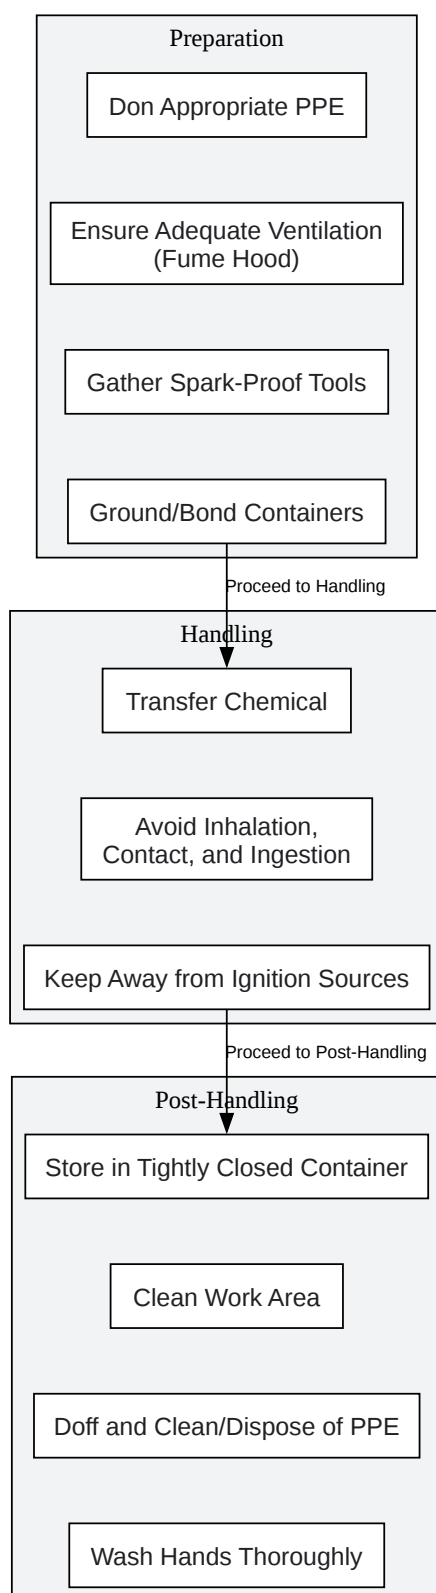 Preparation
Don Appropriate PPE
Ensure Adequate Ventilation
(Fume Hood)
Gather Spark-Proof Tools
Ground/Bond Containers
Proceed to Handling
Handling
Transfer Chemical
Avoid Inhalation,
Contact, and Ingestion
Keep Away from Ignition Sources
Proceed to Post-Handling
Post-Handling
Store in Tightly Closed Container
Clean Work Area
Doff and Clean/Dispose of PPE
Wash Hands Thoroughly